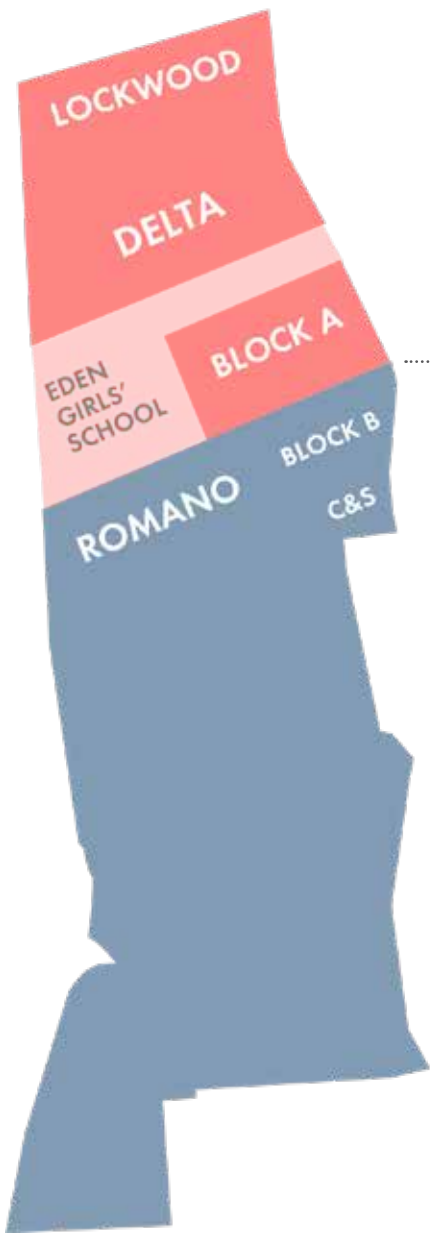 LOCKWOOD
DELTA
BLOCK A
EDEN
GIRLS'
SCHOOL
BLOCK B
ROMANO
C&S